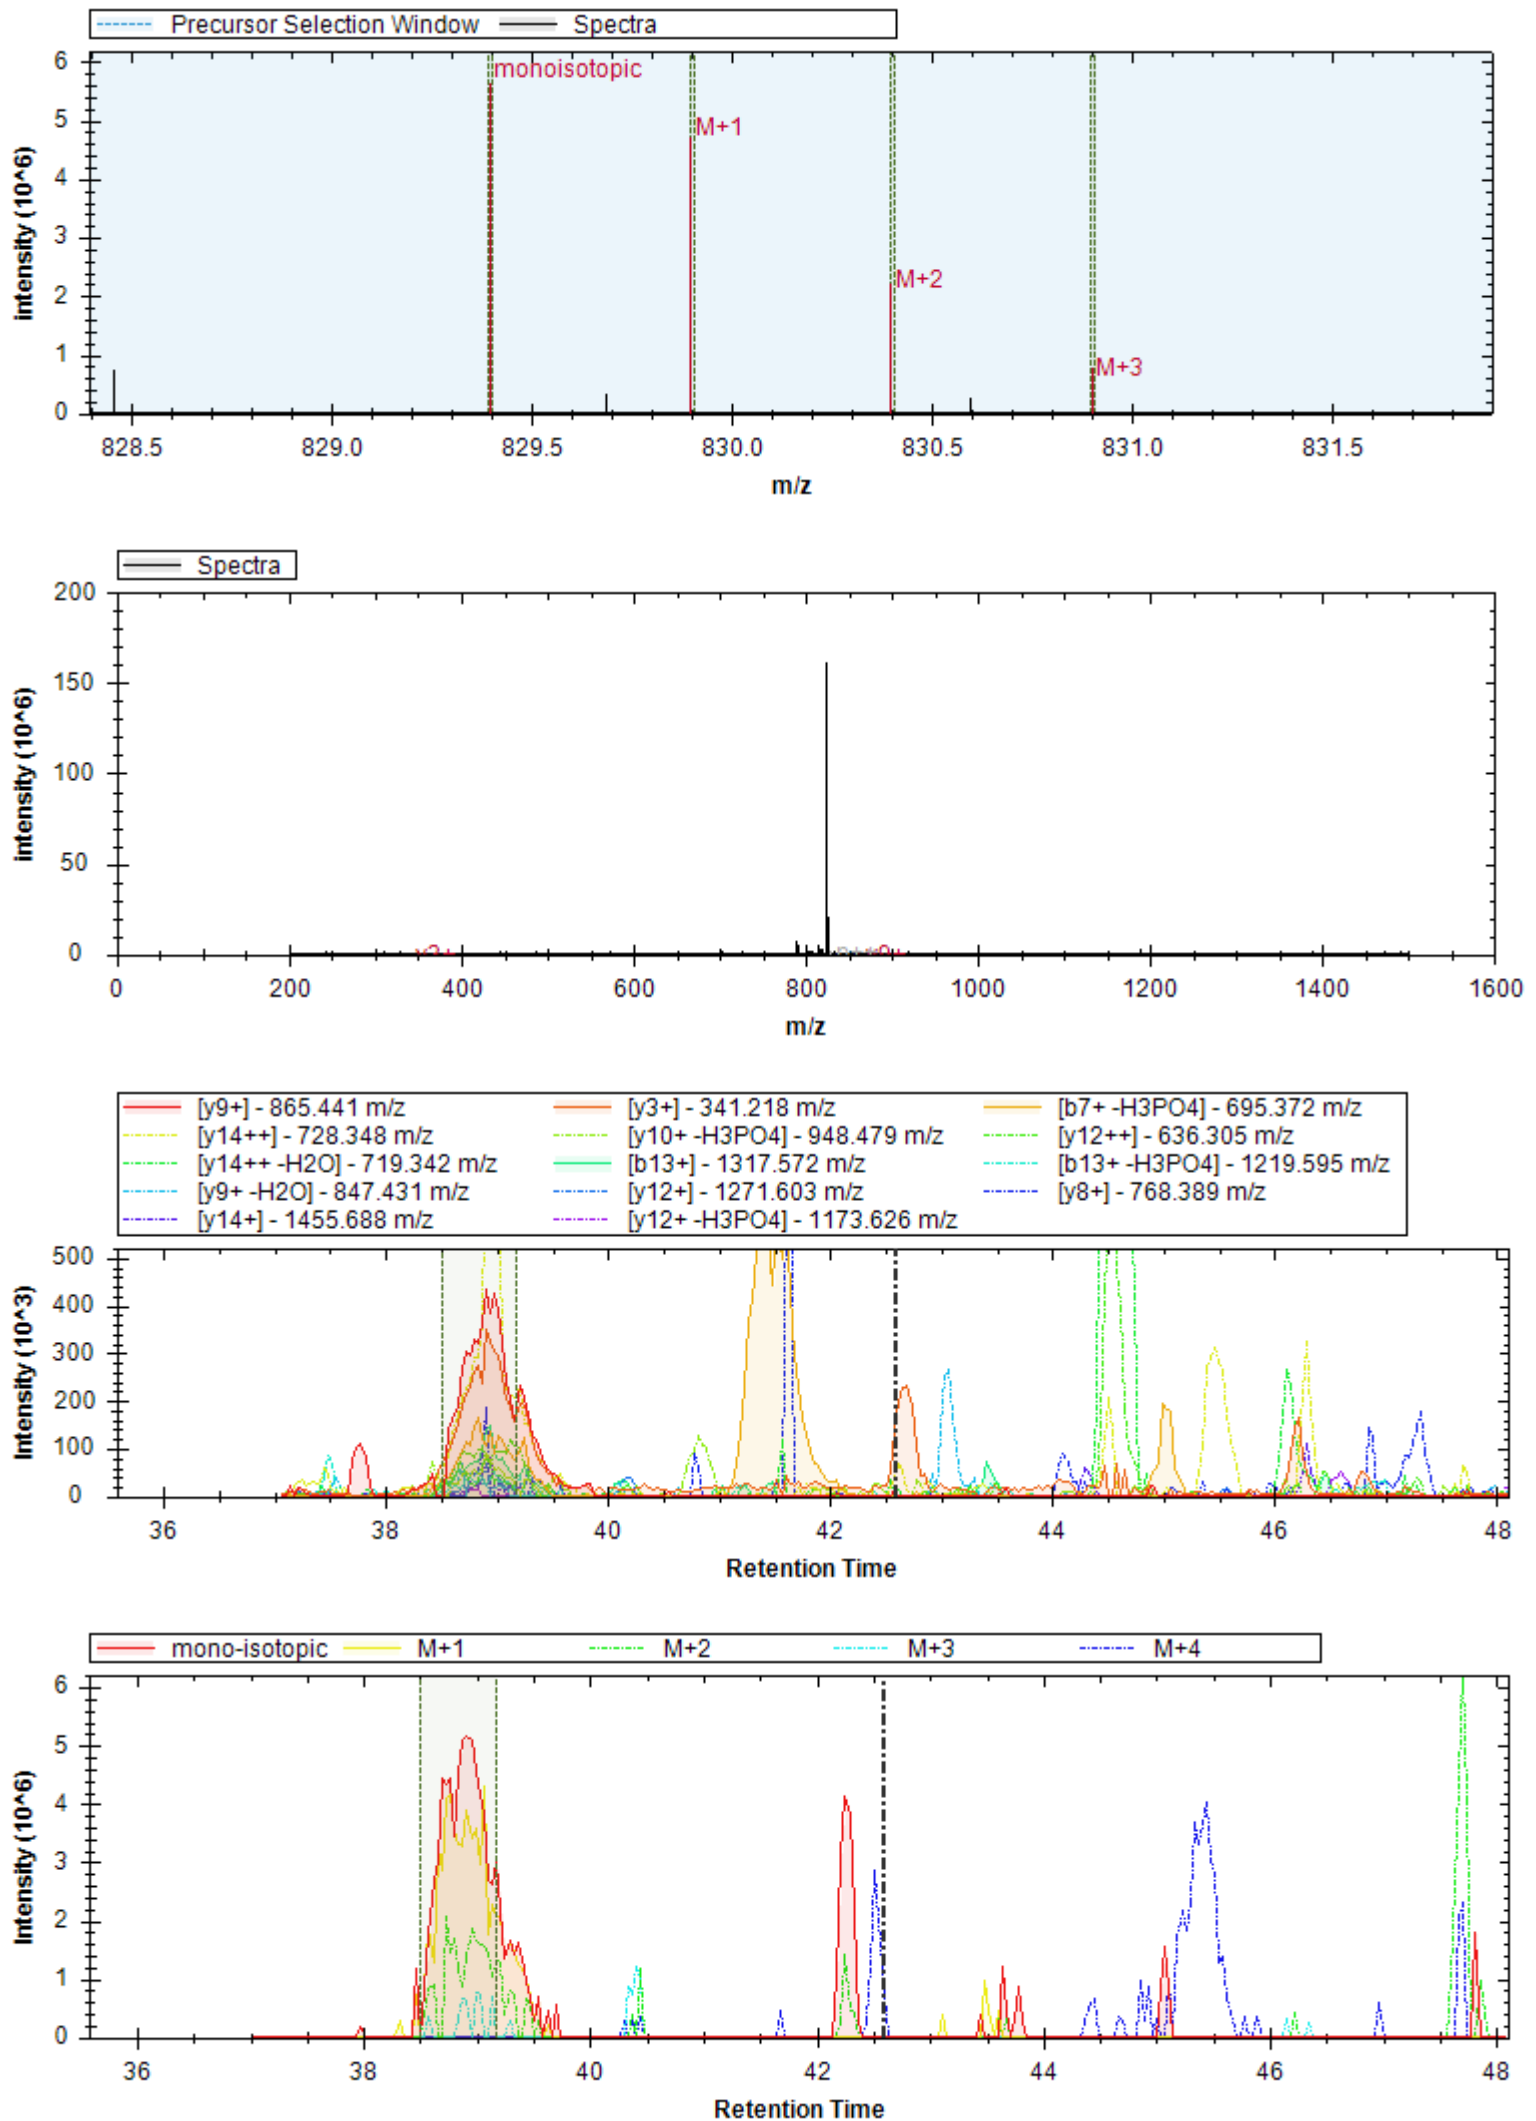 Precursor Selection Window Spectra
intensity (10^6)
6
5
4
3
2
1
0
monoisotopic
M+1
M+2
M+3
828.5 829.0 829.5 830.0 830.5 831.0 831.5
m/z
Spectra
intensity (10^6)
200
150
100
50
0
y3+
0 200 400 600 800 1000 1200 1400 1600
m/z
[y9+] - 865.441 m/z [y3+] - 341.218 m/z [b7+ -H3PO4] - 695.372 m/z
[y14++] - 728.348 m/z [y10+ -H3PO4] - 948.479 m/z [y12++] - 636.305 m/z
[y14++ -H2O] - 719.342 m/z [b13+] - 1317.572 m/z [b13+ -H3PO4] - 1219.595 m/z
[y9+ -H2O] - 847.431 m/z [y12+] - 1271.603 m/z [y8+] - 768.389 m/z
[y14+] - 1455.688 m/z [y12+ -H3PO4] - 1173.626 m/z
Intensity (10^3)
500
400
300
200
100
0
36 38 40 42 44 46 48
Retention Time
mono-isotopic M+1 M+2 M+3 M+4
Intensity (10^6)
6
5
4
3
2
1
0
36 38 40 42 44 46 48
Retention Time